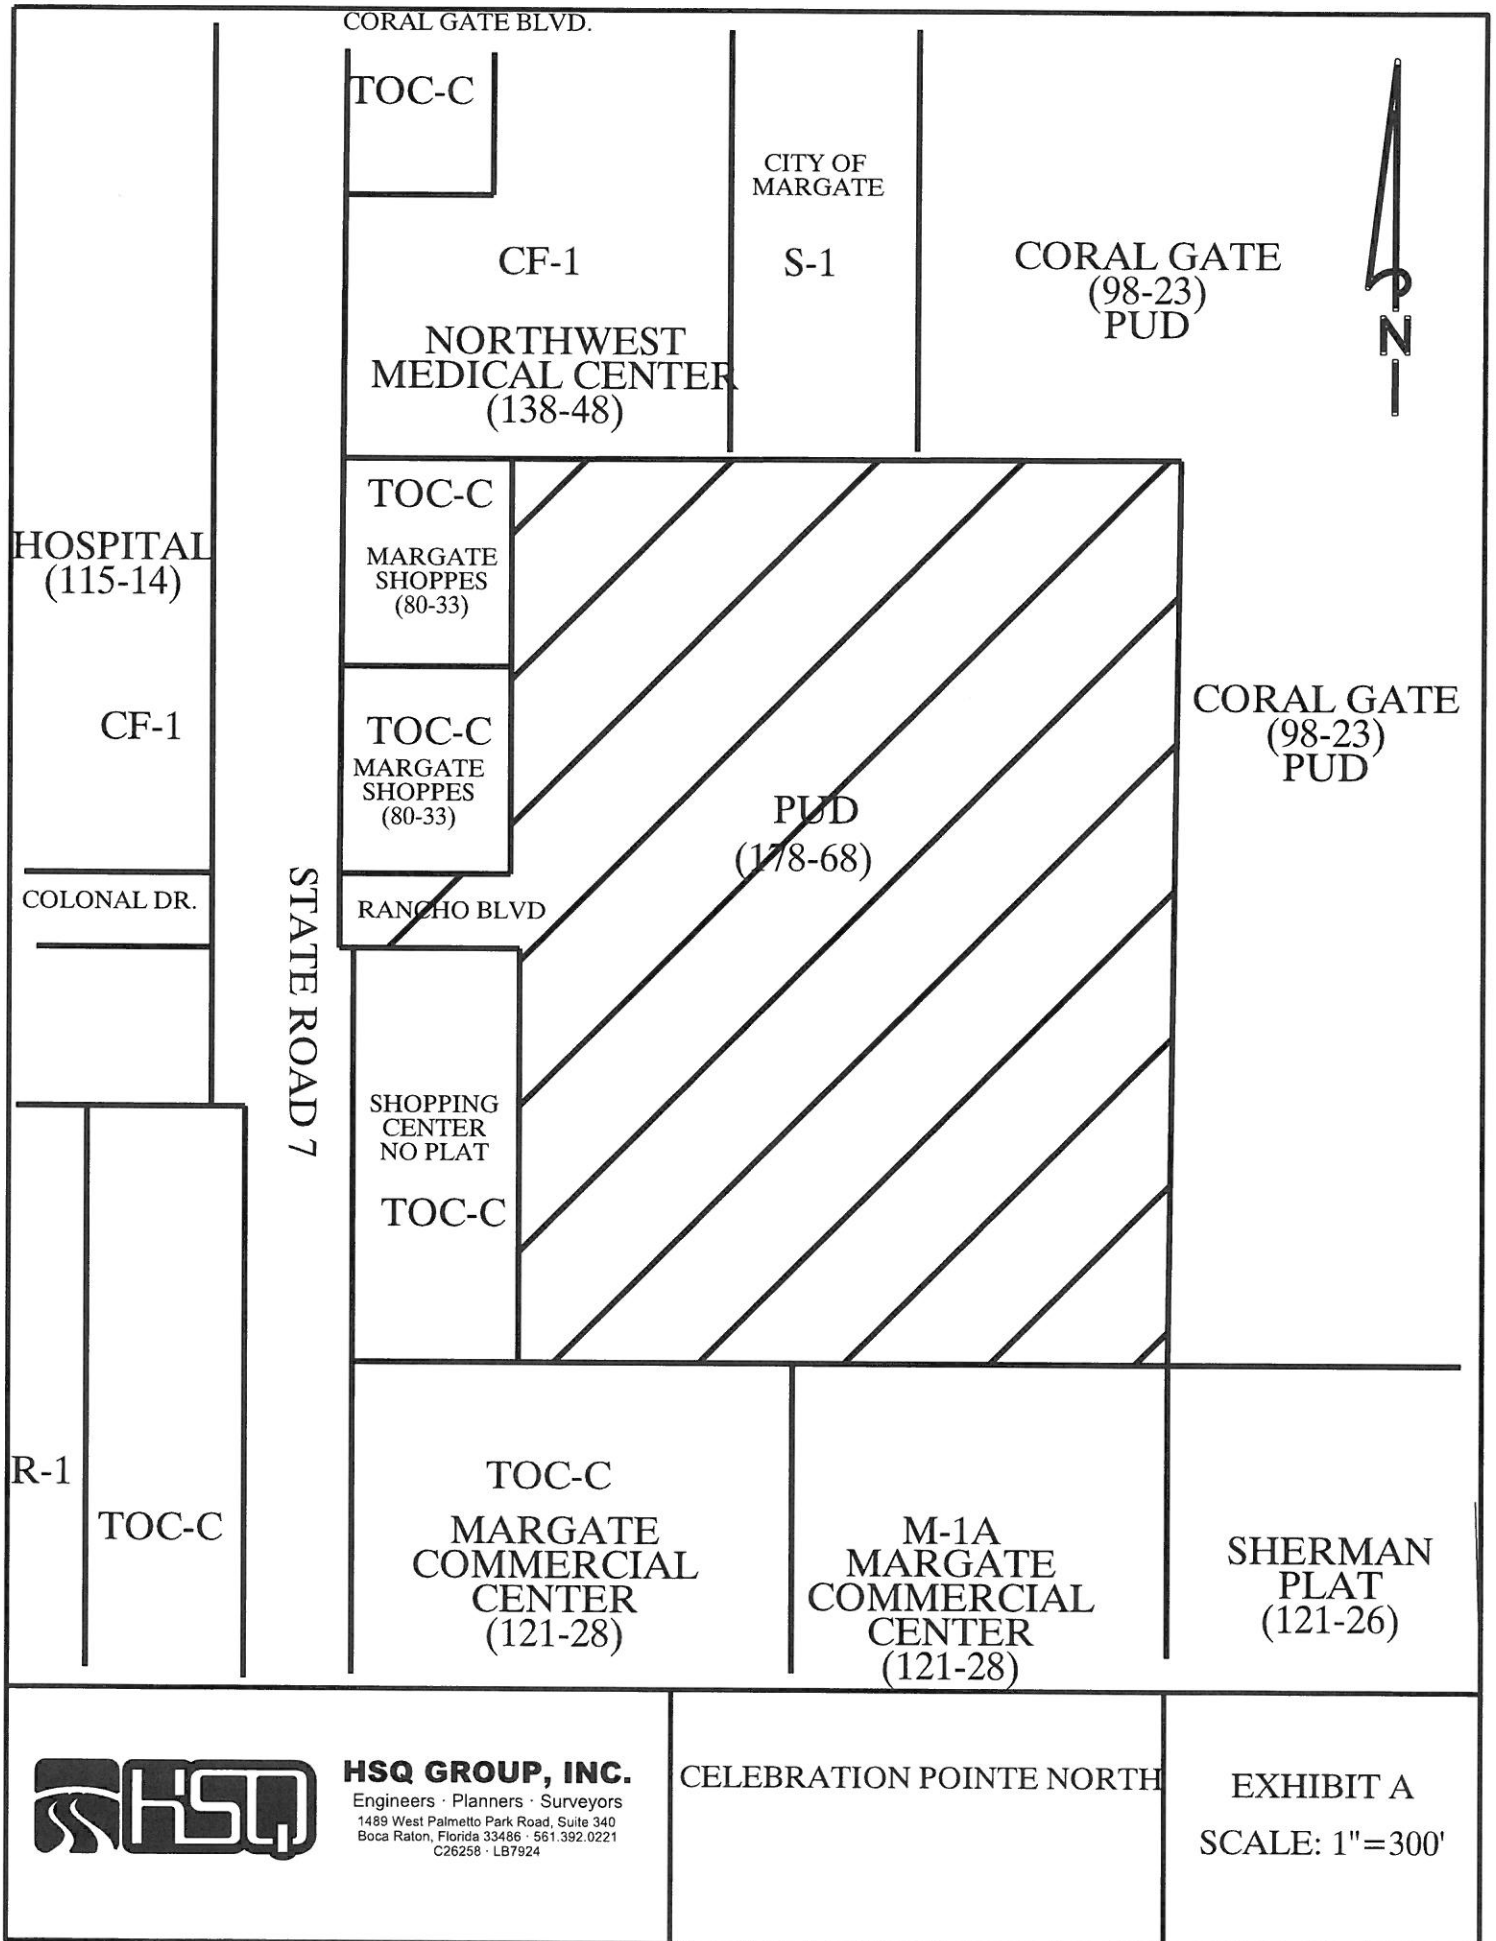 CORAL GATE BLVD.
TOC-C
CITY OF
MARGATE
CF-1
S-1
CORAL GATE
(98-23)
PUD
N
NORTHWEST
MEDICAL CENTER
(138-48)
TOC-C
MARGATE
SHOPPES
(80-33)
HOSPITAL
(115-14)
CF-1
TOC-C
MARGATE
SHOPPES
(80-33)
CORAL GATE
(98-23)
PUD
PUD
(178-68)
COLONAL DR.
RANCHO BLVD
STATE ROAD 7
SHOPPING
CENTER
NO PLAT
TOC-C
R-1
TOC-C
TOC-C
MARGATE
COMMERCIAL
CENTER
(121-28)
M-1A
MARGATE
COMMERCIAL
CENTER
(121-28)
SHERMAN
PLAT
(121-26)
HSQ
HSQ GROUP, INC.
Engineers · Planners · Surveyors
1489 West Palmetto Park Road, Suite 340
Boca Raton, Florida 33486 · 561.392.0221
C26258 · LB7924
CELEBRATION POINTE NORTH
EXHIBIT A
SCALE: 1"=300'